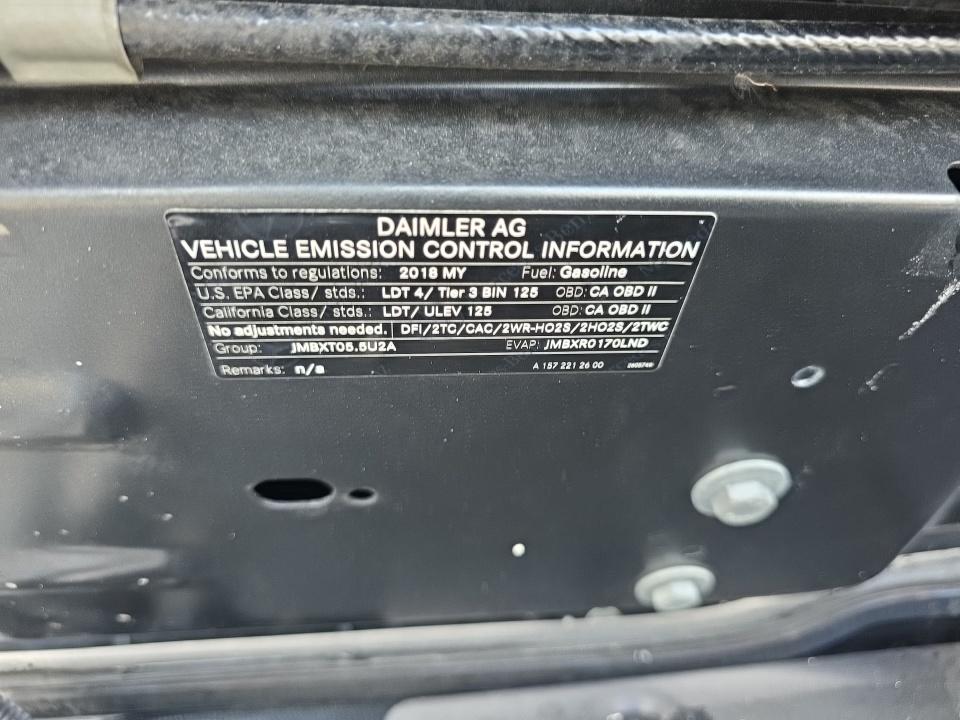 DAIMLER AG
VEHICLE EMISSION CONTROL INFORMATION
Conforms to regulations: 2018 MY Fuel: Gasoline
U.S. EPA Class/ stds.: LDT 4/ Tier 3 BIN 125 OBD: CA OBD II
California Class/ stds.: LDT/ ULEV 125 OBD: CA OBD II
No adjustments needed. DFI/2TC/CAC/2WR-HO2S/2HO2S/2TWC
Group: JMBXT05.5U2A EVAP: JMBXR0170LND
Remarks: n/a A 157 221 26 00